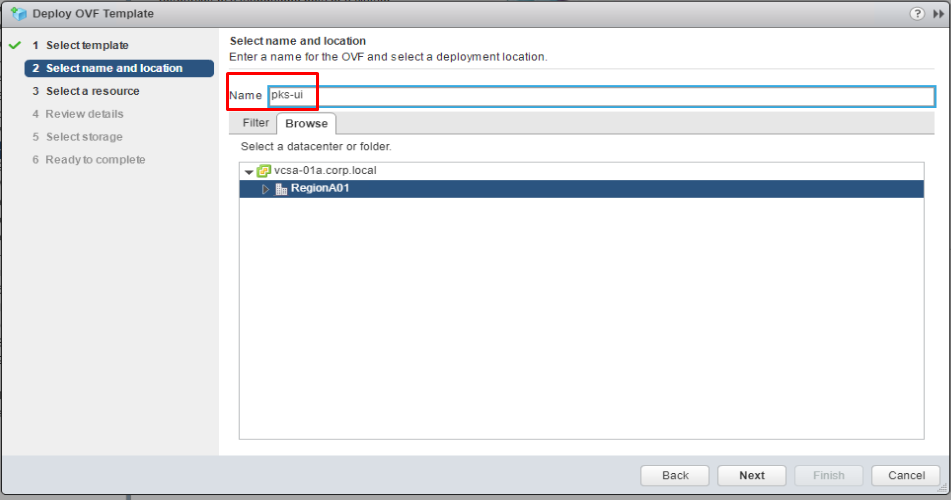 Deploy OVF Template
?
1 Select template
2 Select name and location
3 Select a resource
4 Review details
5 Select storage
6 Ready to complete
Select name and location
Enter a name for the OVF and select a deployment location.
Name pks-ui
Filter Browse
Select a datacenter or folder.
vcsa-01a.corp.local
RegionA01
Back Next Finish Cancel